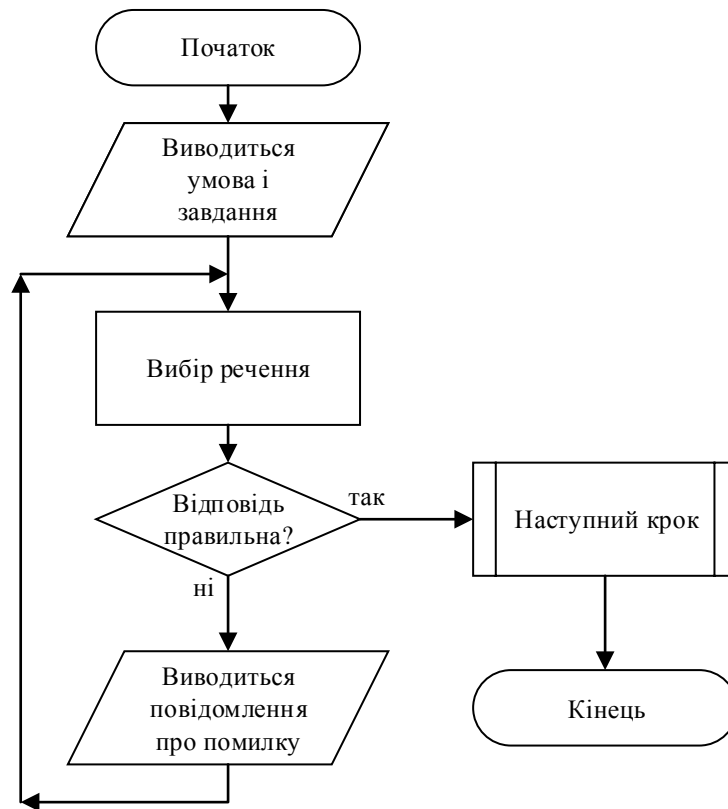 Початок
Виводиться
умова і
завдання
Вибір речення
Відповідь
правильна?
так
Наступний крок
ні
Виводиться
повідомлення
про помилку
Кінець